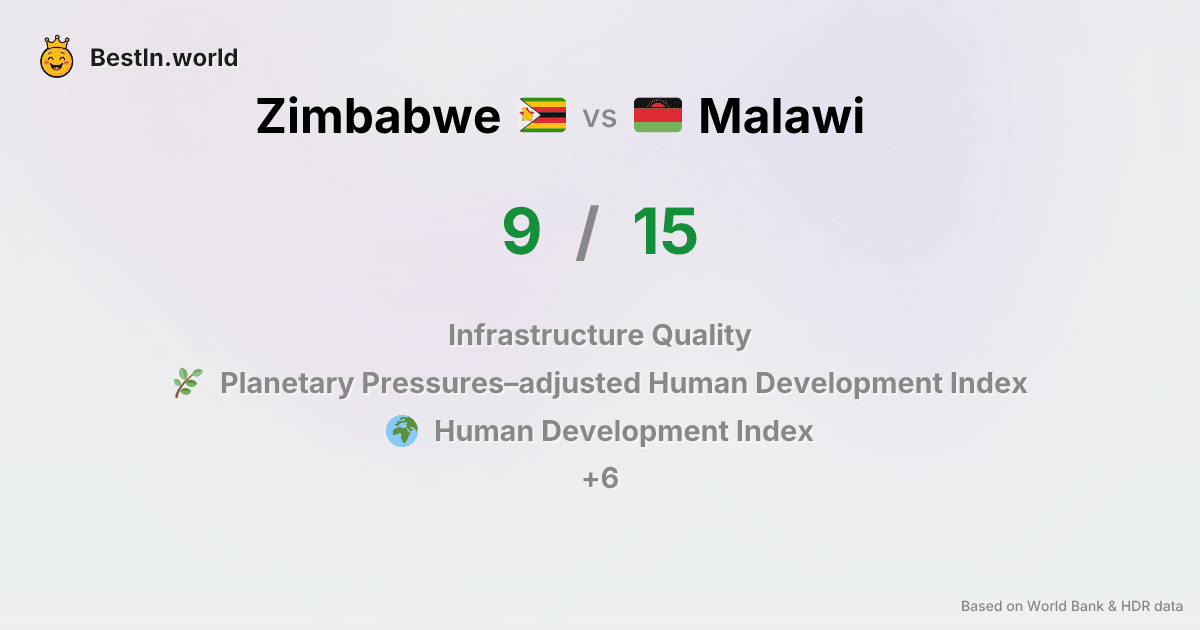 BestIn.world
Zimbabwe vs Malawi
9 / 15
Infrastructure Quality
Planetary Pressures–adjusted Human Development Index
Human Development Index
+6
Based on World Bank & HDR data